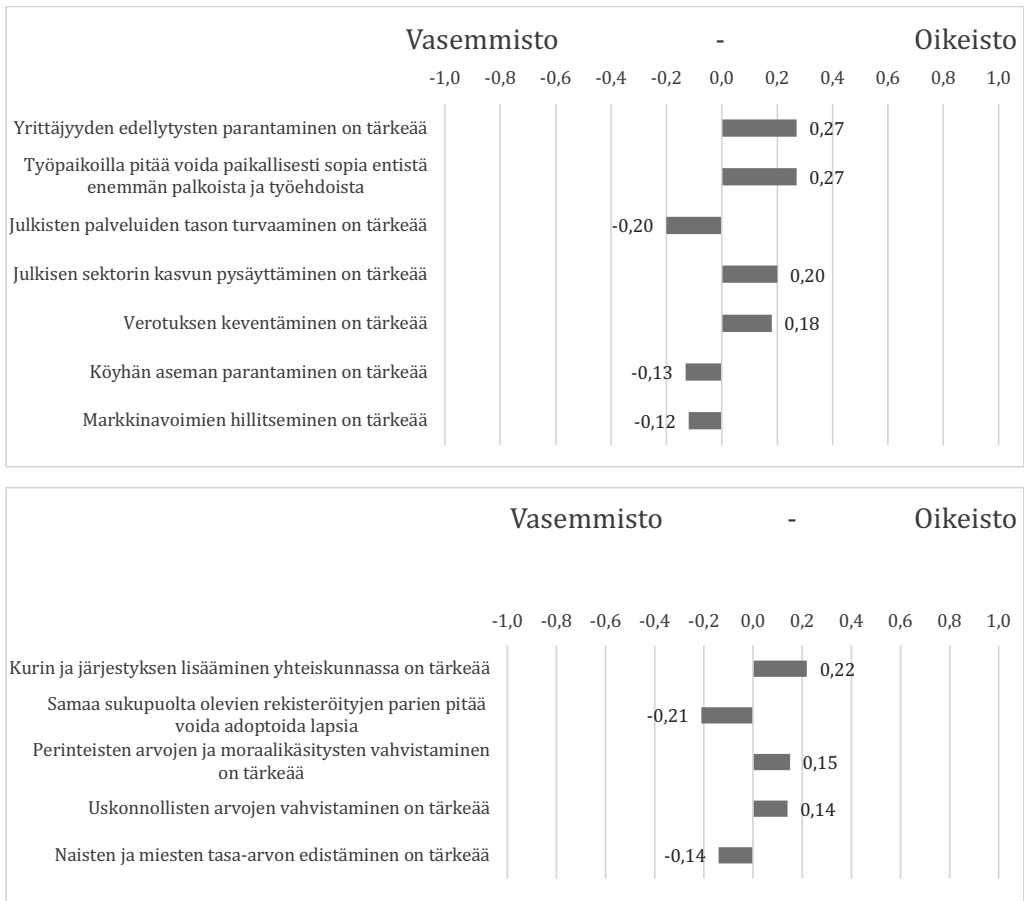 Vasemmisto - Oikeisto
-1,0 -0,8 -0,6 -0,4 -0,2 0,0 0,2 0,4 0,6 0,8 1,0
Yrittäjyyden edellytysten parantaminen on tärkeää 0,27
Työpaikoilla pitää voida paikallisesti sopia entistä
enemmän palkoista ja työehdoista 0,27
Julkisten palveluiden tason turvaaminen on tärkeää -0,20
Julkisen sektorin kasvun pysäyttäminen on tärkeää 0,20
Verotuksen keventäminen on tärkeää 0,18
Köyhän aseman parantaminen on tärkeää -0,13
Markkinavoimien hillitseminen on tärkeää -0,12
Vasemmisto - Oikeisto
-1,0 -0,8 -0,6 -0,4 -0,2 0,0 0,2 0,4 0,6 0,8 1,0
Kurin ja järjestyksen lisääminen yhteiskunnassa on tärkeää 0,22
Samaa sukupuolta olevien rekisteröityjen parien pitää
voida adoptoida lapsia -0,21
Perinteisten arvojen ja moraalikäsitysten vahvistaminen
on tärkeää 0,15
Uskonnollisten arvojen vahvistaminen on tärkeää 0,14
Naisten ja miesten tasa-arvon edistäminen on tärkeää -0,14